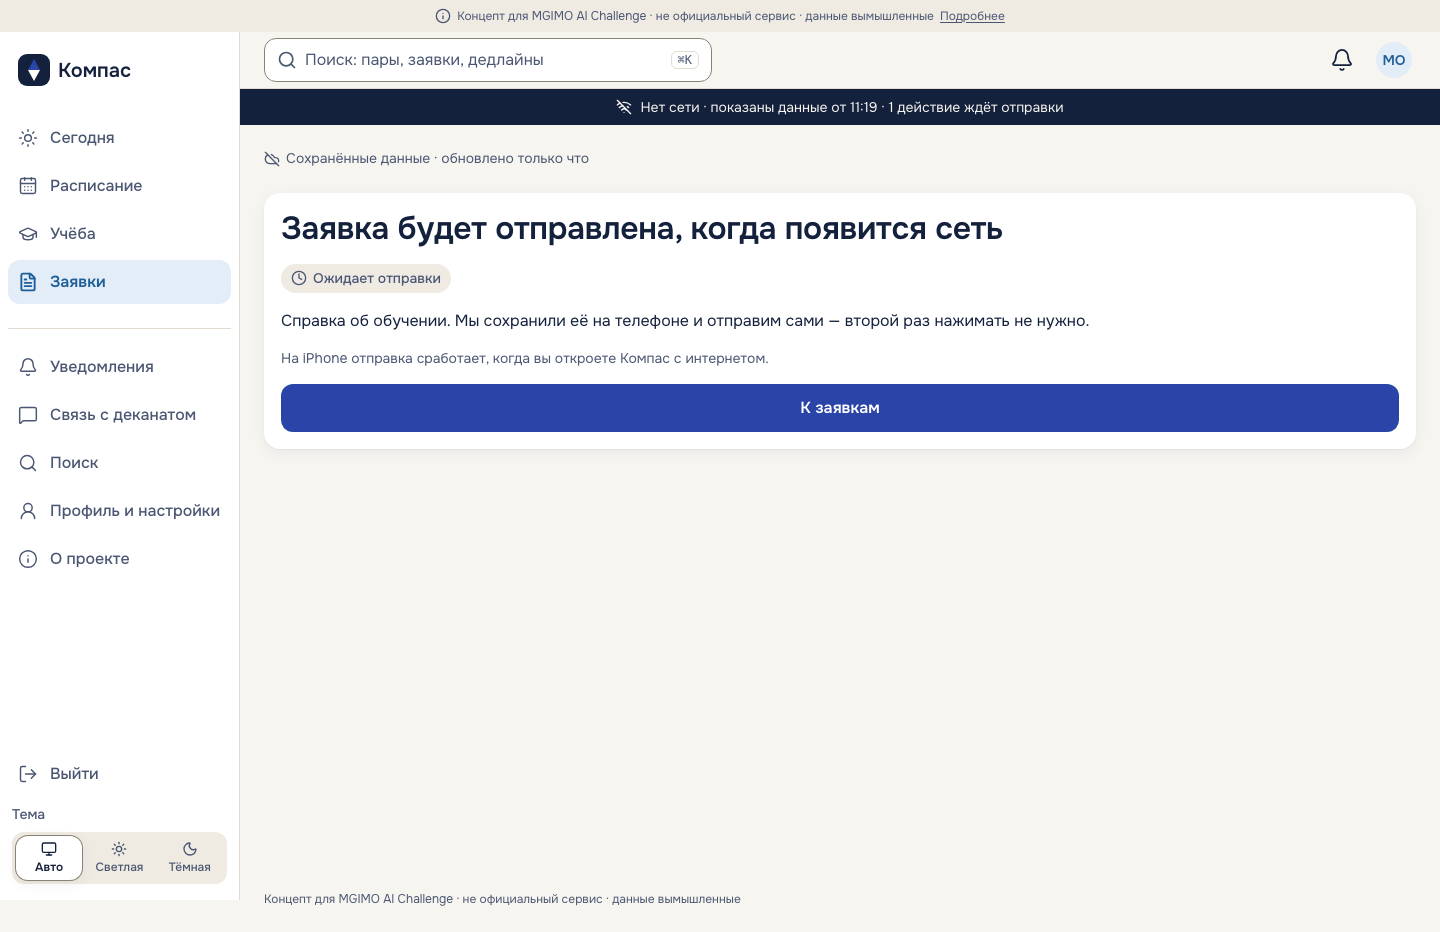 Концепт для MGIMO AI Challenge · не официальный сервис · данные вымышленные Подробнее
Компас
Поиск: пары, заявки, дедлайны
⌘K
МО
Нет сети · показаны данные от 11:19 · 1 действие ждёт отправки
Сегодня
Расписание
Учёба
Заявки
Уведомления
Связь с деканатом
Поиск
Профиль и настройки
О проекте
Выйти
Тема
Авто
Светлая
Тёмная
Сохранённые данные · обновлено только что
Заявка будет отправлена, когда появится сеть
Ожидает отправки
Справка об обучении. Мы сохранили её на телефоне и отправим сами — второй раз нажимать не нужно.
На iPhone отправка сработает, когда вы откроете Компас с интернетом.
К заявкам
Концепт для MGIMO AI Challenge · не официальный сервис · данные вымышленные